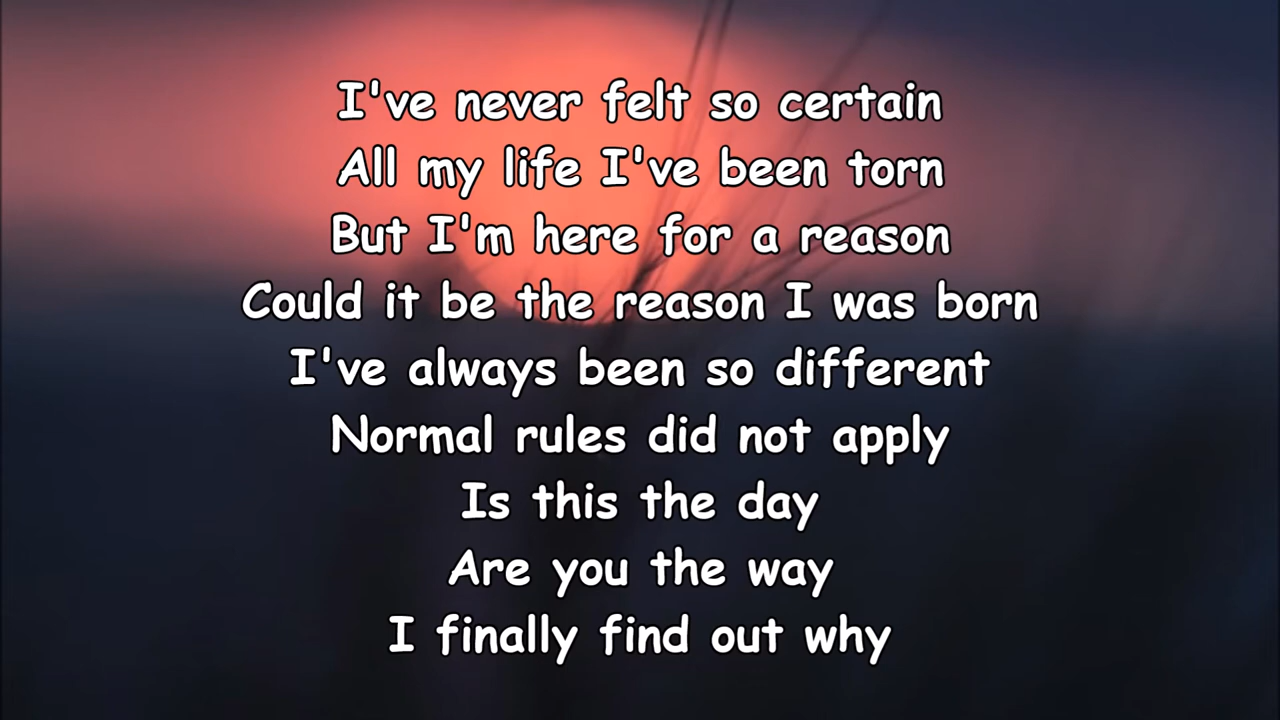 I've never felt so certain
All my life I've been torn
But I'm here for a reason
Could it be the reason I was born
I've always been so different
Normal rules did not apply
Is this the day
Are you the way
I finally find out why